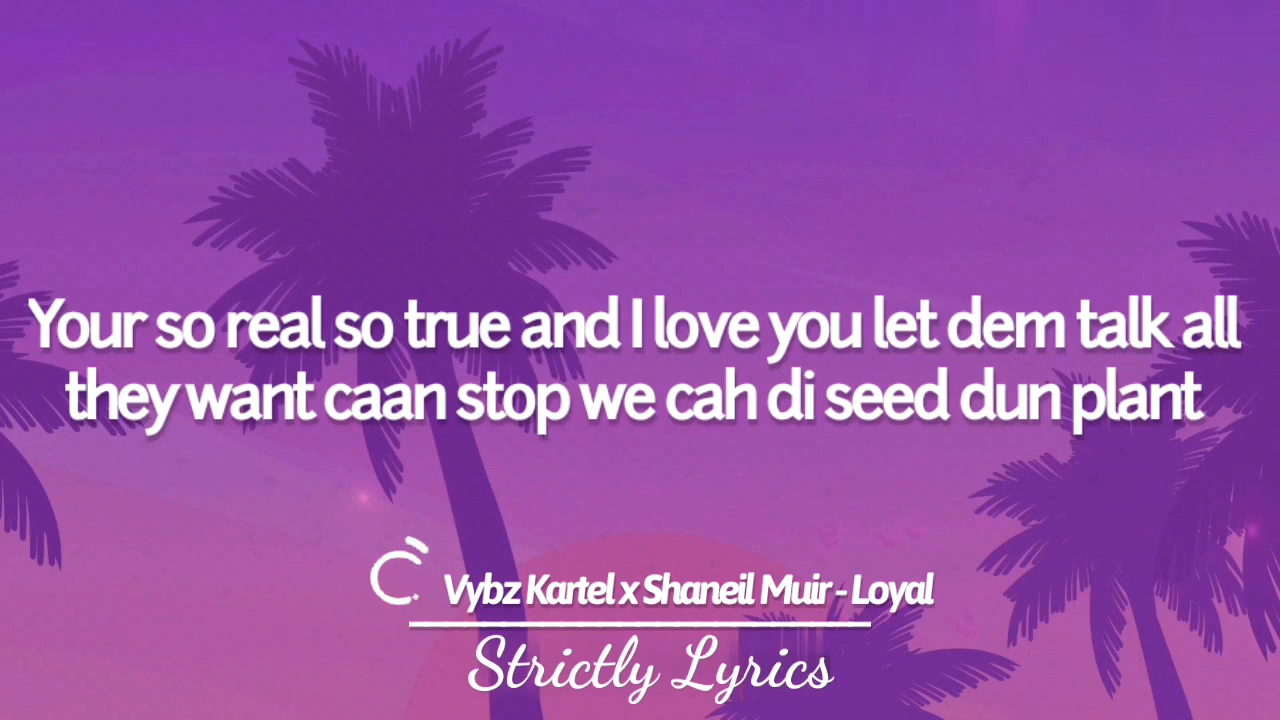 Your so real so true and I love you let dem talk all
they want caan stop we cah di seed dun plant
Vybz Kartel x Shaneil Muir - Loyal
Strictly Lyrics